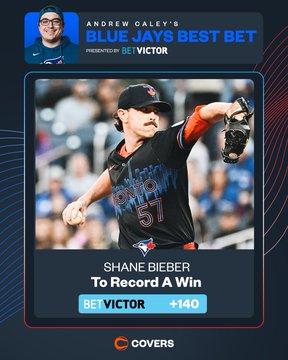 ANDREW CALEY'S
BLUE JAYS BEST BET
PRESENTED BY BETVICTOR
TORONTO
57
SHANE BIEBER
To Record A Win
BETVICTOR +140
COVERS